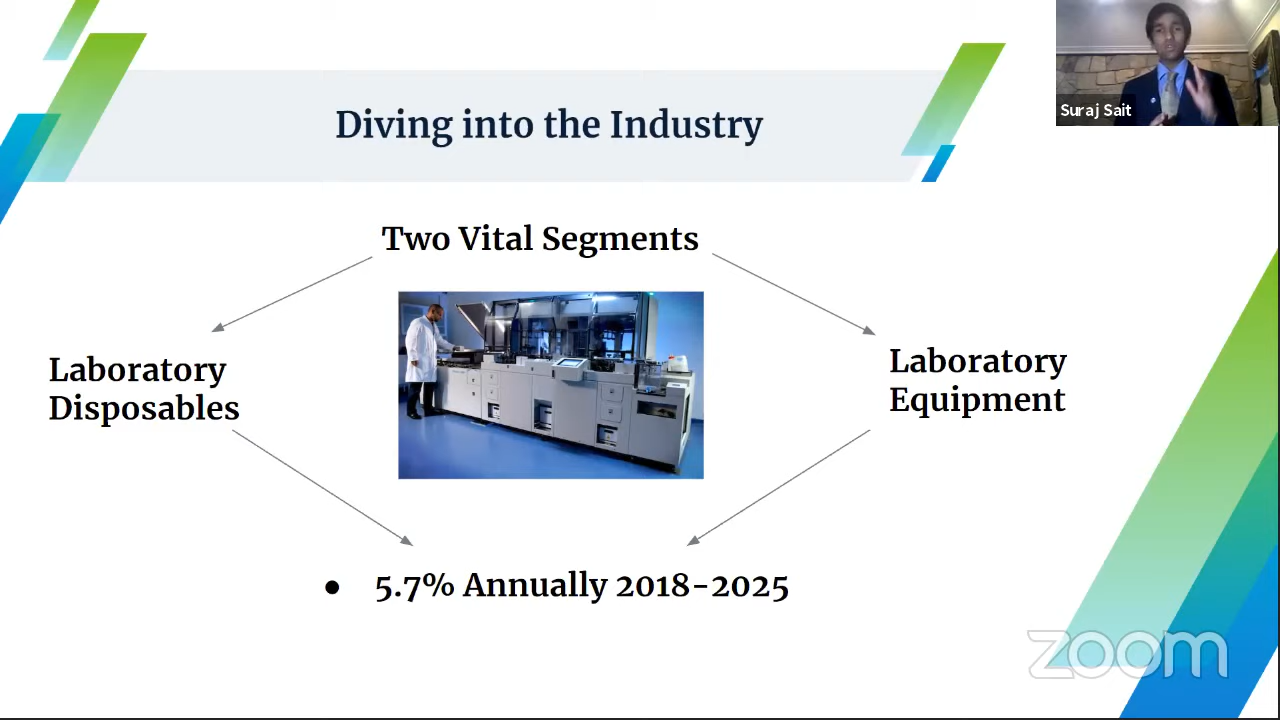 Diving into the Industry
Suraj Sait
Two Vital Segments
Laboratory
Disposables
Laboratory
Equipment
● 5.7% Annually 2018-2025
zoom